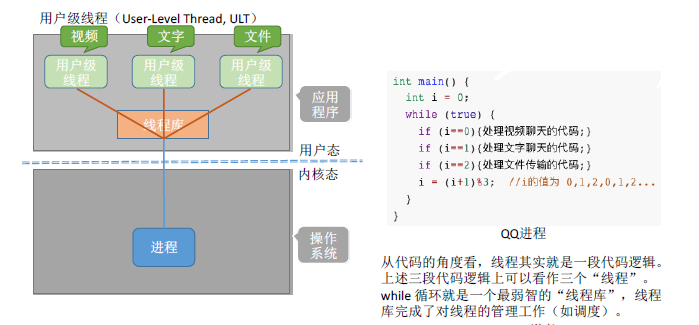 用户级线程（User-Level Thread, ULT）
视频
文字
文件
用户级
线程
用户级
线程
用户级
线程
线程库
应用
程序
用户态
内核态
进程
操作
系统
int main() {
int i = 0;
while (true) {
if (i==0){处理视频聊天的代码;}
if (i==1){处理文字聊天的代码;}
if (i==2){处理文件传输的代码;}
i = (i+1)%3; //i的值为 0,1,2,0,1,2...
}
}
QQ进程
从代码的角度看，线程其实就是一段代码逻辑。
上述三段代码逻辑上可以看作三个“线程”。
while 循环就是一个最弱智的“线程库”，线程
库完成了对线程的管理工作（如调度）。